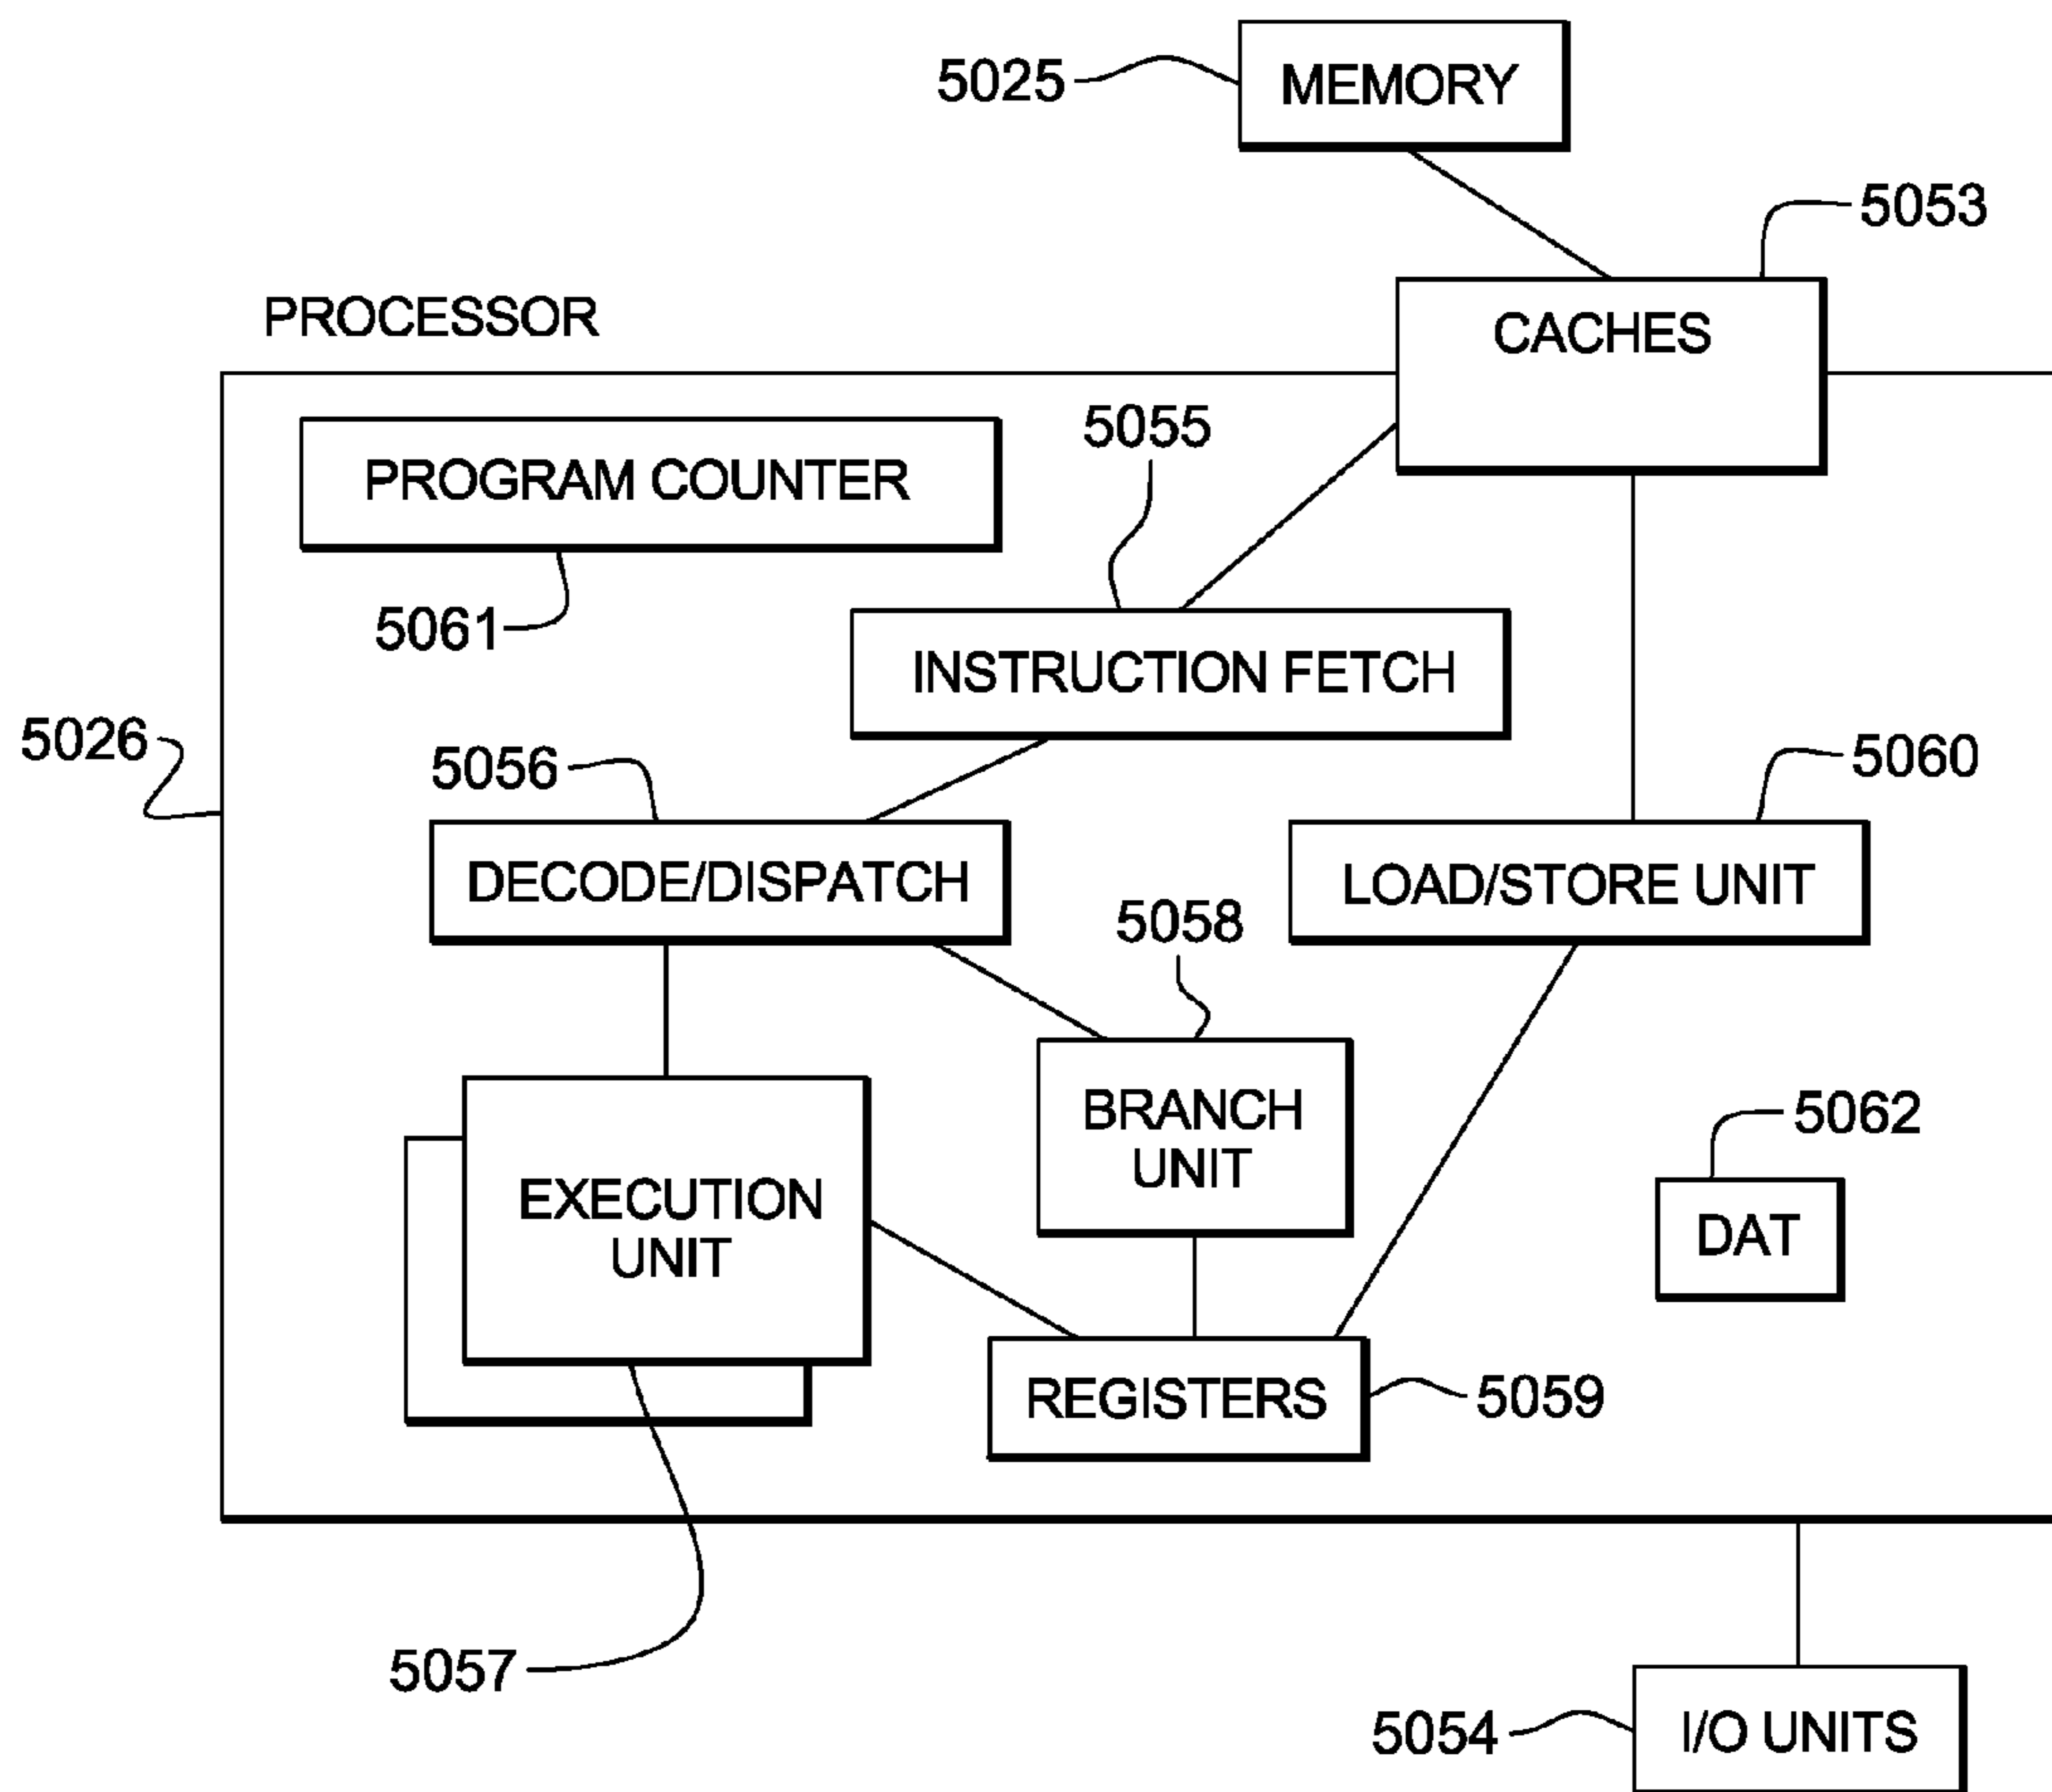 5025
MEMORY
5053
PROCESSOR
CACHES
5055
PROGRAM COUNTER
5061
INSTRUCTION FETCH
5026
5056
5060
DECODE/DISPATCH
LOAD/STORE UNIT
5058
BRANCH
UNIT
5062
EXECUTION
UNIT
DAT
REGISTERS
5059
5057
5054
I/O UNITS